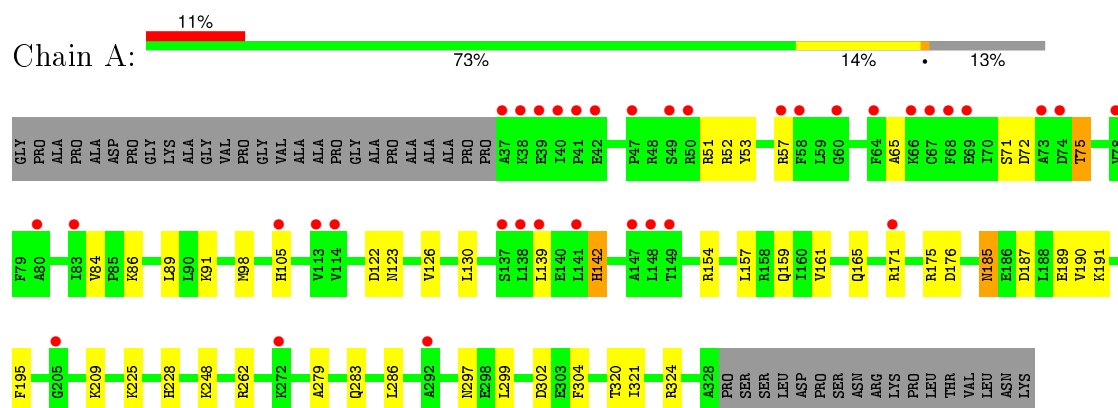 Chain A:
11%
73% 14% • 13%
GLY PRO ALA PRO ALA ASP PRO GLY LYS ALA GLY VAL PRO GLY VAL ALA ALA PRO GLY ALA PRO ALA ALA ALA PRO PRO A37 K38 E39 I40 P41 E42 P47 R48 S49 R50 R51 R52 Y53 R57 F58 L59 G60 F64 A65 K66 C67 F68 E69 I70 S71 D72 A73 D74 T75 V78
F79 A80 I83 V84 P85 K86 L89 L90 K91 M98 H105 V113 V114 D122 N123 V126 L130 S137 L138 L139 E140 L141 H142 A147 L148 T149 R154 L157 R158 Q159 I160 V161 Q165 R171 R175 D176 N185 E186 D187 L188 E189 V190 K191
F195 G205 K209 K225 H228 K248 R262 K272 A279 Q283 L286 A292 N297 E298 L299 D302 E303 F304 T320 I321 R324 A328 PRO SER SER LEU ASP PRO SER ASN ARG LYS PRO LEU THR VAL LEU ASN LYS